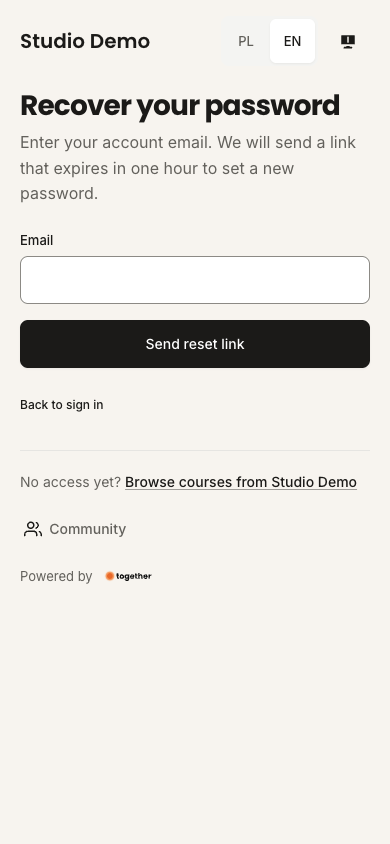 Studio Demo
PL
EN
Recover your password
Enter your account email. We will send a link
that expires in one hour to set a new
password.
Email
Send reset link
Back to sign in
No access yet? Browse courses from Studio Demo
Community
Powered by together